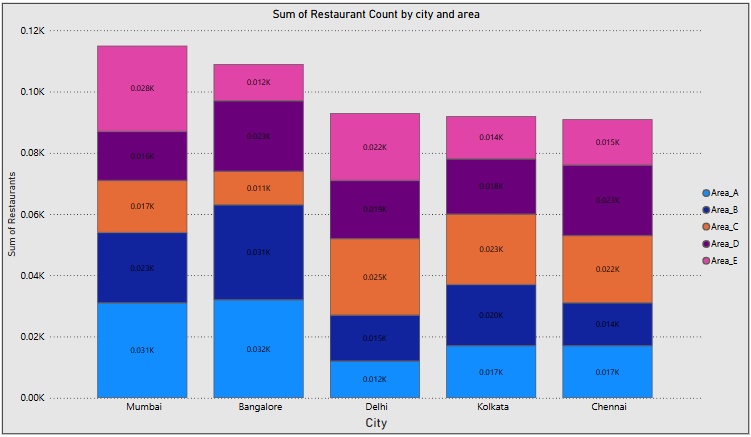 Sum of Restaurant Count by city and area
0.12K
0.10K
0.08K
0.06K
0.04K
0.02K
0.00K
Sum of Restaurants
0.028K
0.016K
0.017K
0.023K
0.031K
0.012K
0.023K
0.011K
0.031K
0.032K
0.022K
0.019K
0.025K
0.015K
0.012K
0.014K
0.018K
0.023K
0.020K
0.017K
0.015K
0.023K
0.022K
0.014K
0.017K
Area_A
Area_B
Area_C
Area_D
Area_E
Mumbai Bangalore Delhi Kolkata Chennai
City